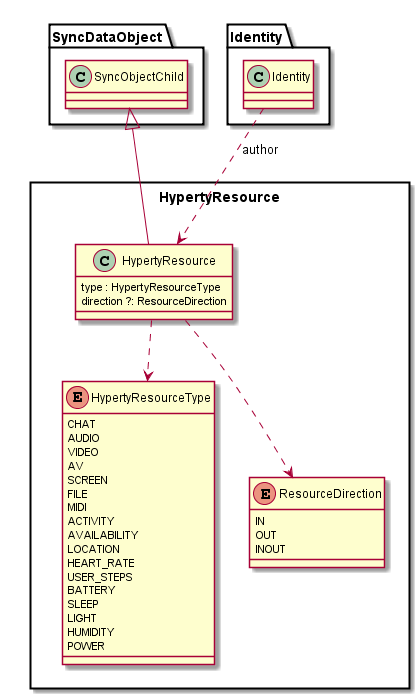 SyncDataObject
Identity
C SyncObjectChild
C Identity
author
HypertyResource
C HypertyResource
type : HypertyResourceType
direction ?: ResourceDirection
E HypertyResourceType
CHAT
AUDIO
VIDEO
AV
SCREEN
FILE
MIDI
ACTIVITY
AVAILABILITY
LOCATION
HEART_RATE
USER_STEPS
BATTERY
SLEEP
LIGHT
HUMIDITY
POWER
E ResourceDirection
IN
OUT
INOUT